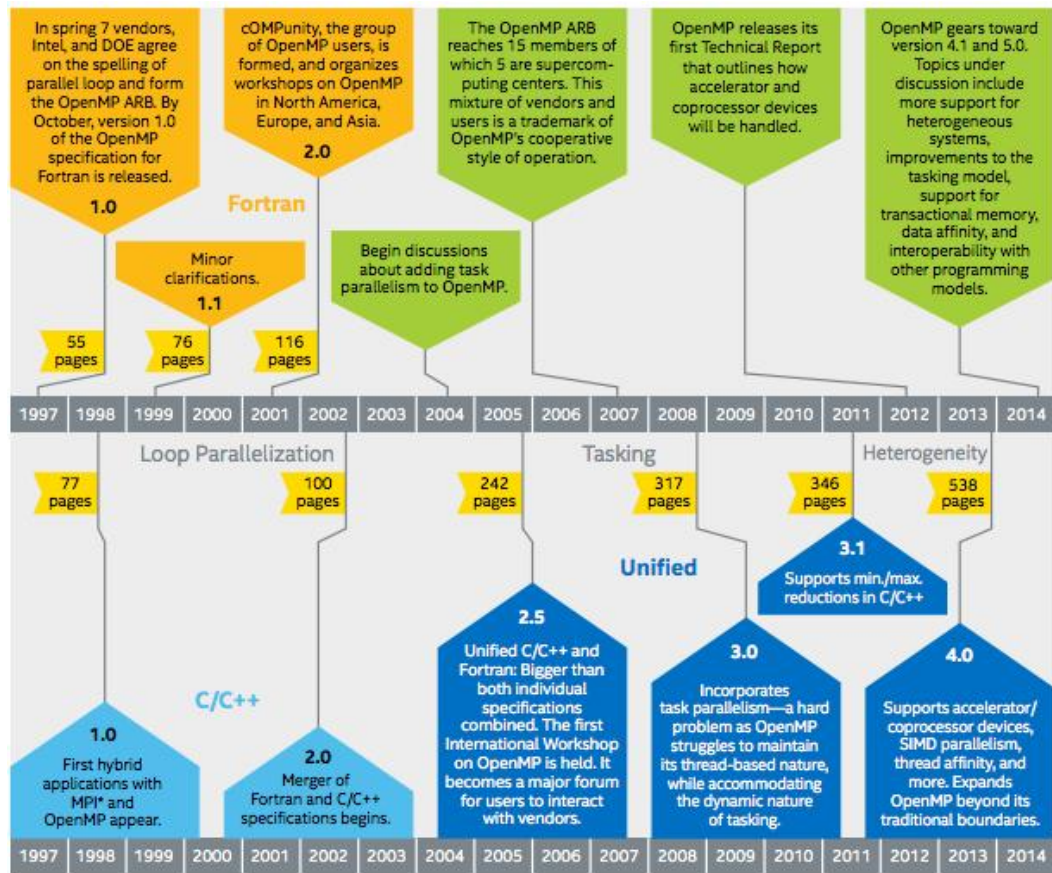 In spring 7 vendors,
Intel, and DOE agree
on the spelling of
parallel loop and form
the OpenMP ARB. By
October, version 1.0
of the OpenMP
specification for
Fortran is released.
1.0
cOMPunity, the group
of OpenMP users, is
formed, and organizes
workshops on OpenMP
in North America,
Europe, and Asia.
2.0
The OpenMP ARB
reaches 15 members of
which 5 are supercom-
puting centers. This
mixture of vendors and
users is a trademark of
OpenMP's cooperative
style of operation.
OpenMP releases its
first Technical Report
that outlines how
accelerator and
coprocessor devices
will be handled.
OpenMP gears toward
version 4.1 and 5.0.
Topics under
discussion include
more support for
heterogeneous
systems,
improvements to the
tasking model,
support for
transactional memory,
data affinity, and
interoperability with
other programming
models.
Fortran
Minor
clarifications.
1.1
Begin discussions
about adding task
parallelism to OpenMP.
55
pages
76
pages
116
pages
1997 1998 1999 2000 2001 2002 2003 2004 2005 2006 2007 2008 2009 2010 2011 2012 2013 2014
Loop Parallelization
Tasking
Heterogeneity
77
pages
100
pages
242
pages
317
pages
346
pages
538
pages
Unified
C/C++
1.0
First hybrid
applications with
MPI* and
OpenMP appear.
2.0
Merger of
Fortran and C/C++
specifications begins.
2.5
Unified C/C++ and
Fortran: Bigger than
both individual
specifications
combined. The first
International Workshop
on OpenMP is held. It
becomes a major forum
for users to interact
with vendors.
3.0
Incorporates
task parallelism—a hard
problem as OpenMP
struggles to maintain
its thread-based nature,
while accommodating
the dynamic nature
of tasking.
3.1
Supports min./max.
reductions in C/C++
4.0
Supports accelerator/
coprocessor devices,
SIMD parallelism,
thread affinity, and
more. Expands
OpenMP beyond its
traditional boundaries.
1997 1998 1999 2000 2001 2002 2003 2004 2005 2006 2007 2008 2009 2010 2011 2012 2013 2014